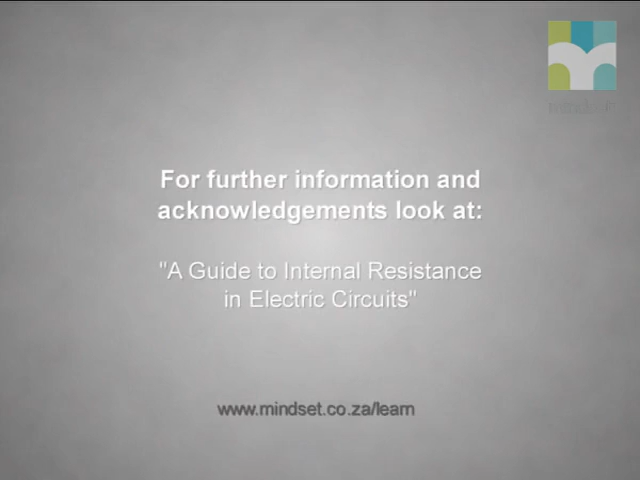 For further information and
acknowledgements look at:
"A Guide to Internal Resistance
in Electric Circuits"
www.mindset.co.za/learn